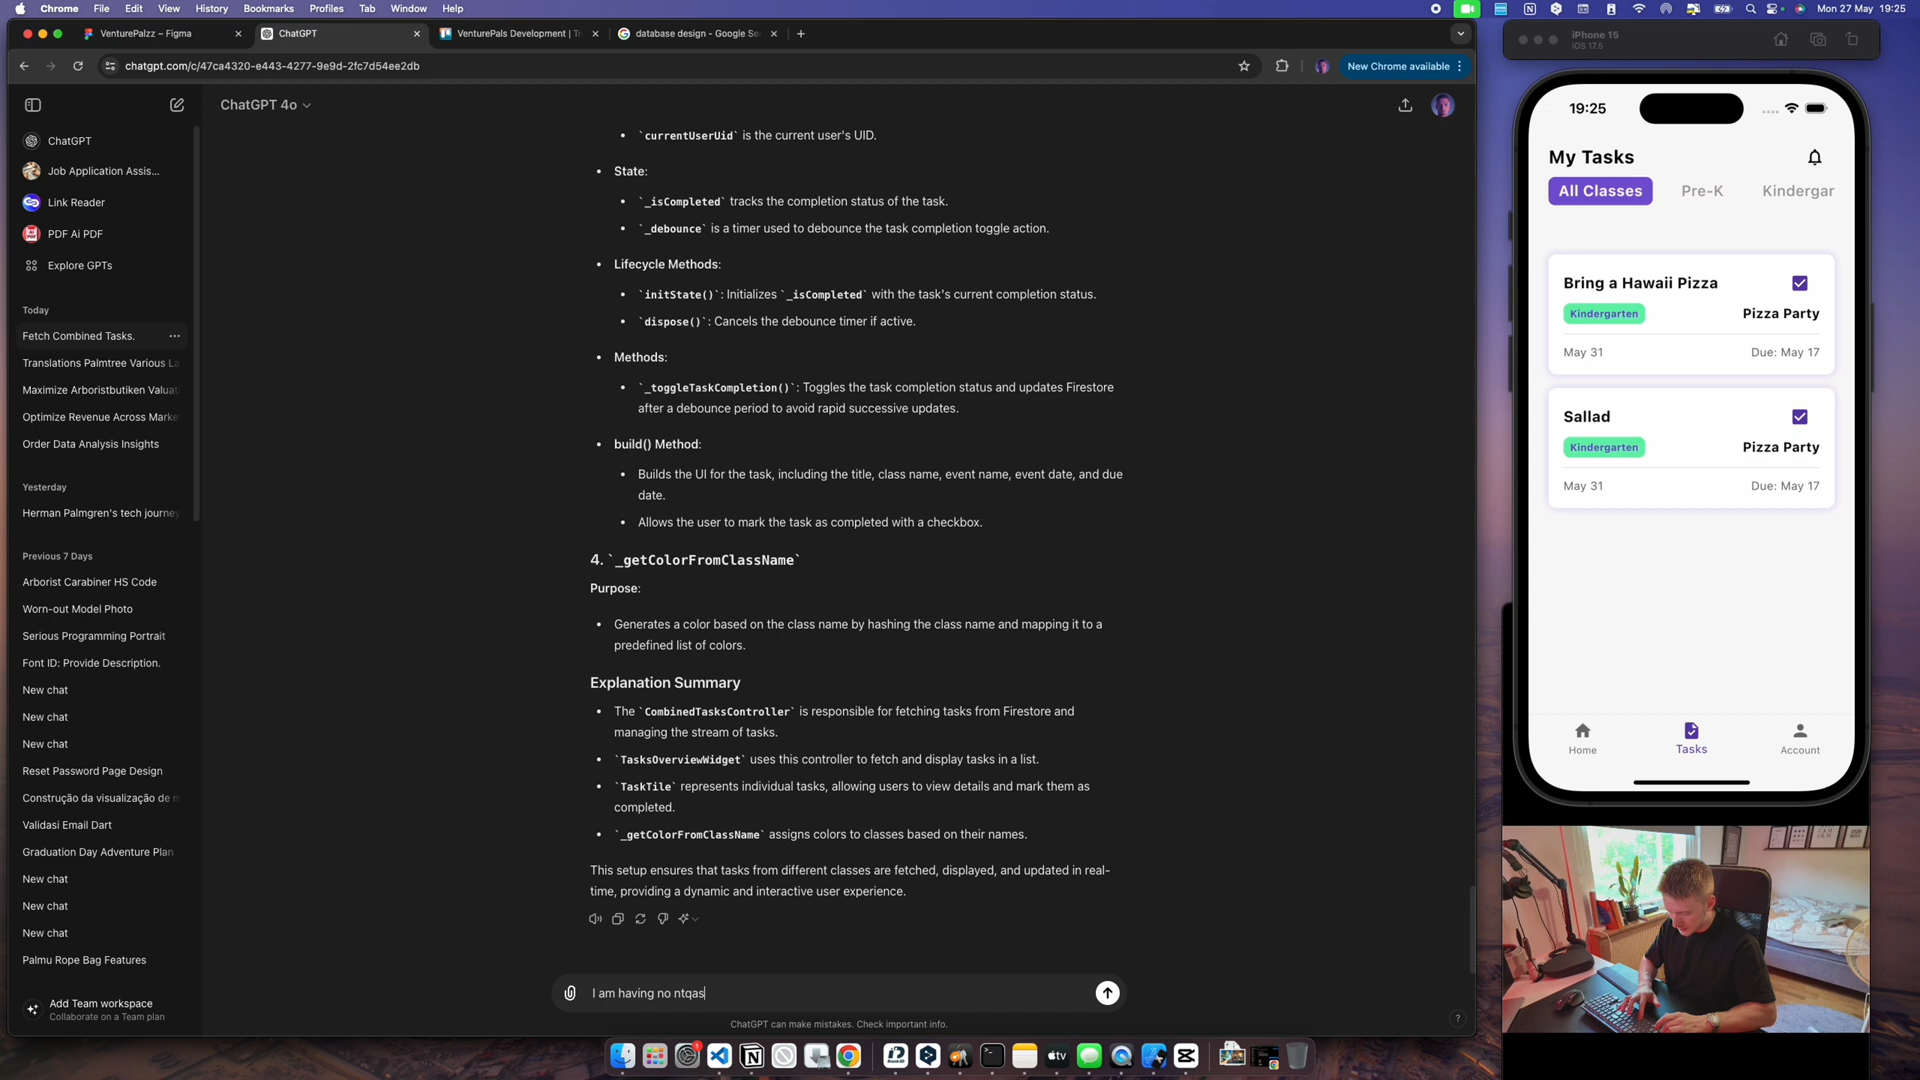 Chrome File Edit View History Bookmarks Profiles Tab Window Help
Mon 27 May 19:25
VenturePalzz – Figma
ChatGPT
VenturePals Development | T
database design - Google Se
chatgpt.com/c/47ca4320-e443-4277-9e9d-2fc7d54ee2db
New Chrome available
ChatGPT 4o
ChatGPT
Job Application Assis...
Link Reader
PDF Ai PDF
Explore GPTs
Today
Fetch Combined Tasks.
Translations Palmtree Various La
Maximize Arboristbutiken Valuat
Optimize Revenue Across Marke
Order Data Analysis Insights
Yesterday
Herman Palmgren's tech journey
Previous 7 Days
Arborist Carabiner HS Code
Worn-out Model Photo
Serious Programming Portrait
Font ID: Provide Description.
New chat
New chat
New chat
Reset Password Page Design
Construção da visualização de
Validasi Email Dart
Graduation Day Adventure Plan
New chat
New chat
New chat
Palmu Rope Bag Features
Add Team workspace
Collaborate on a Team plan
• `currentUserUid` is the current user's UID.
• State:
• `_isCompleted` tracks the completion status of the task.
• `_debounce` is a timer used to debounce the task completion toggle action.
• Lifecycle Methods:
• `initState()`: Initializes `_isCompleted` with the task's current completion status.
• `dispose()`: Cancels the debounce timer if active.
• Methods:
• `_toggleTaskCompletion()`: Toggles the task completion status and updates Firestore
after a debounce period to avoid rapid successive updates.
• build() Method:
• Builds the UI for the task, including the title, class name, event name, event date, and due
date.
• Allows the user to mark the task as completed with a checkbox.
4. `_getColorFromClassName`
Purpose:
• Generates a color based on the class name by hashing the class name and mapping it to a
predefined list of colors.
Explanation Summary
• The `CombinedTasksController` is responsible for fetching tasks from Firestore and
managing the stream of tasks.
• `TasksOverviewWidget` uses this controller to fetch and display tasks in a list.
• `TaskTile` represents individual tasks, allowing users to view details and mark them as
completed.
• `_getColorFromClassName` assigns colors to classes based on their names.
This setup ensures that tasks from different classes are fetched, displayed, and updated in real-
time, providing a dynamic and interactive user experience.
I am having no ntqas
ChatGPT can make mistakes. Check important info.
?
iPhone 15
iOS 17.5
19:25
My Tasks
All Classes Pre-K Kindergar
Bring a Hawaii Pizza
Kindergarten Pizza Party
May 31 Due: May 17
Sallad
Kindergarten Pizza Party
May 31 Due: May 17
Home Tasks Account
tv
1